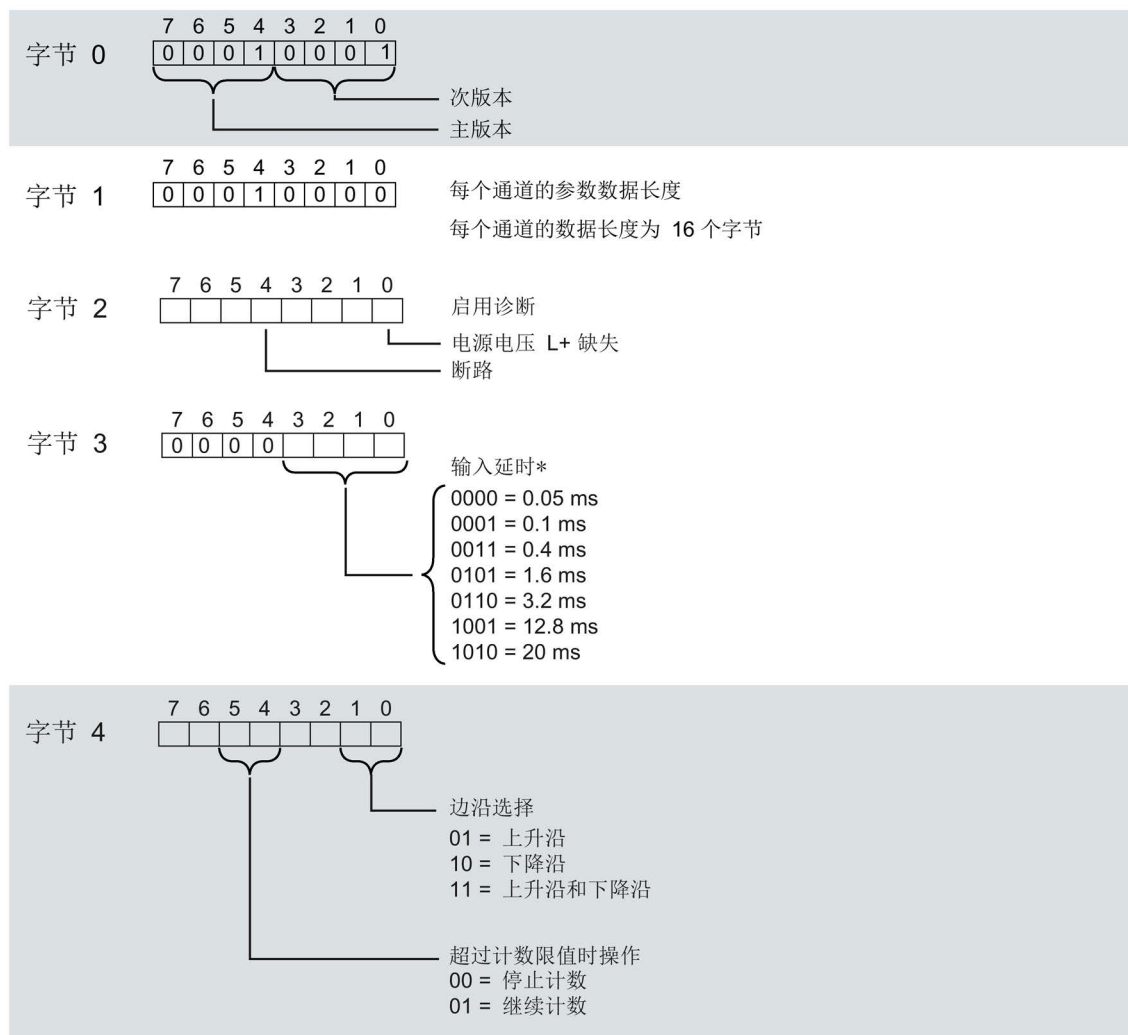 7 6 5 4 3 2 1 0
字节 0 0 0 0 1 0 0 0 1
次版本
主版本
7 6 5 4 3 2 1 0
字节 1 0 0 0 1 0 0 0 0
每个通道的参数数据长度
每个通道的数据长度为 16 个字节
7 6 5 4 3 2 1 0
字节 2
启用诊断
电源电压 L+ 缺失
断路
7 6 5 4 3 2 1 0
字节 3 0 0 0 0
输入延时*
0000 = 0.05 ms
0001 = 0.1 ms
0011 = 0.4 ms
0101 = 1.6 ms
0110 = 3.2 ms
1001 = 12.8 ms
1010 = 20 ms
7 6 5 4 3 2 1 0
字节 4
边沿选择
01 = 上升沿
10 = 下降沿
11 = 上升沿和下降沿
超过计数限值时操作
00 = 停止计数
01 = 继续计数